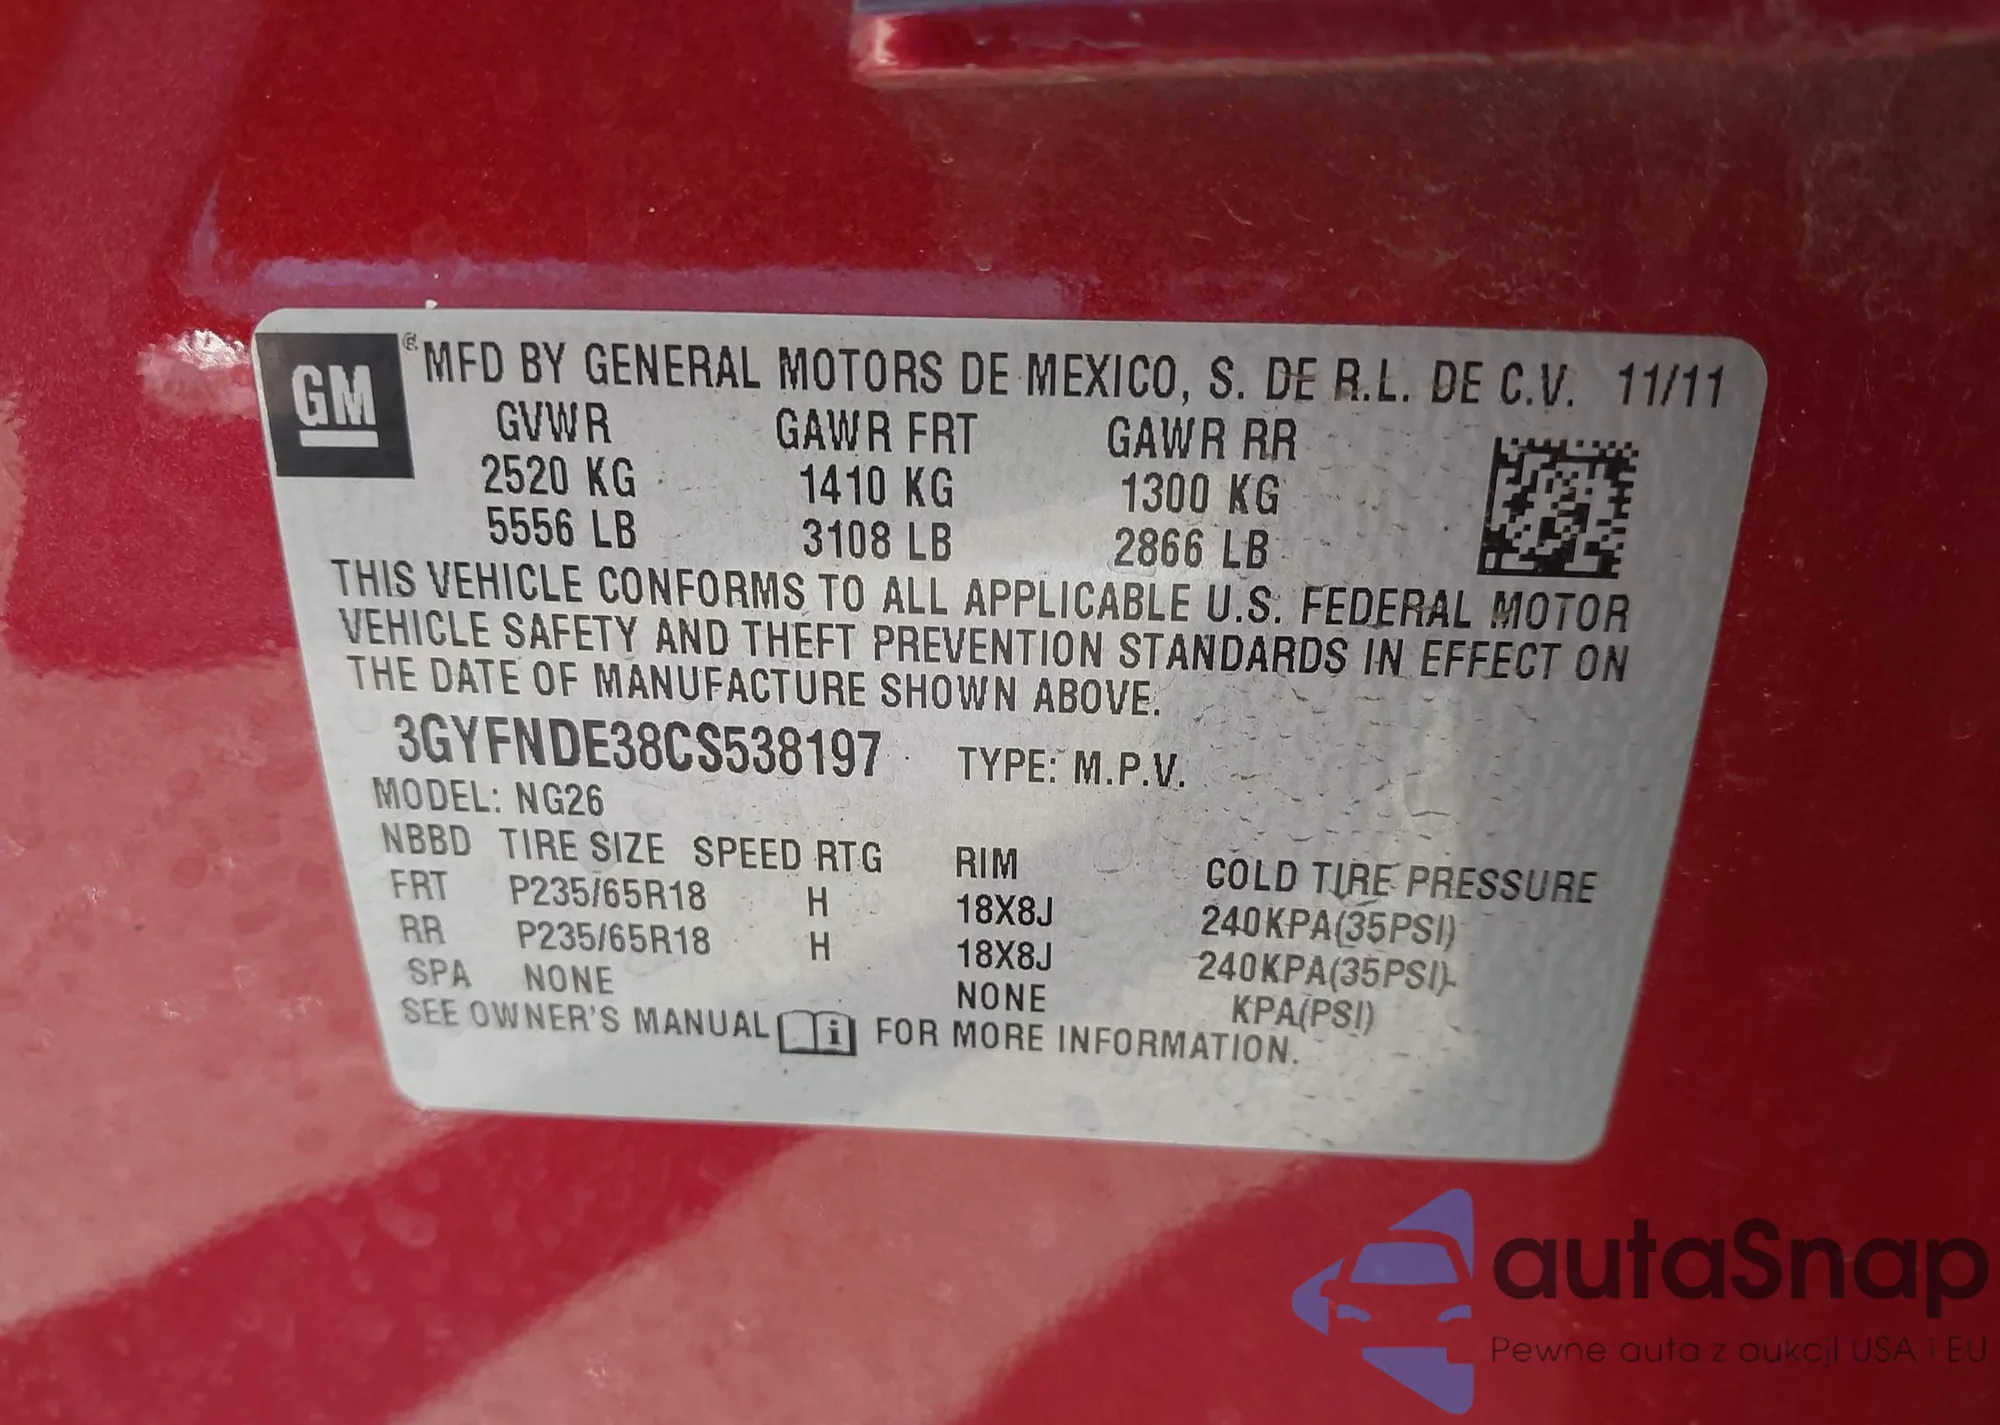 GM ® MFD BY GENERAL MOTORS DE MEXICO, S. DE R.L. DE C.V. 11/11
GVWR GAWR FRT GAWR RR
2520 KG 1410 KG 1300 KG
5556 LB 3108 LB 2866 LB
THIS VEHICLE CONFORMS TO ALL APPLICABLE U.S. FEDERAL MOTOR
VEHICLE SAFETY AND THEFT PREVENTION STANDARDS IN EFFECT ON
THE DATE OF MANUFACTURE SHOWN ABOVE.
3GYFNDE38CS538197 TYPE: M.P.V.
MODEL: NG26
NBBD TIRE SIZE SPEED RTG RIM COLD TIRE PRESSURE
FRT P235/65R18 H 18X8J 240KPA(35PSI)
RR P235/65R18 H 18X8J 240KPA(35PSI)
SPA NONE NONE KPA(PSI)
SEE OWNER'S MANUAL i FOR MORE INFORMATION.
autaSnap
Pewne auta z aukcji USA i EU